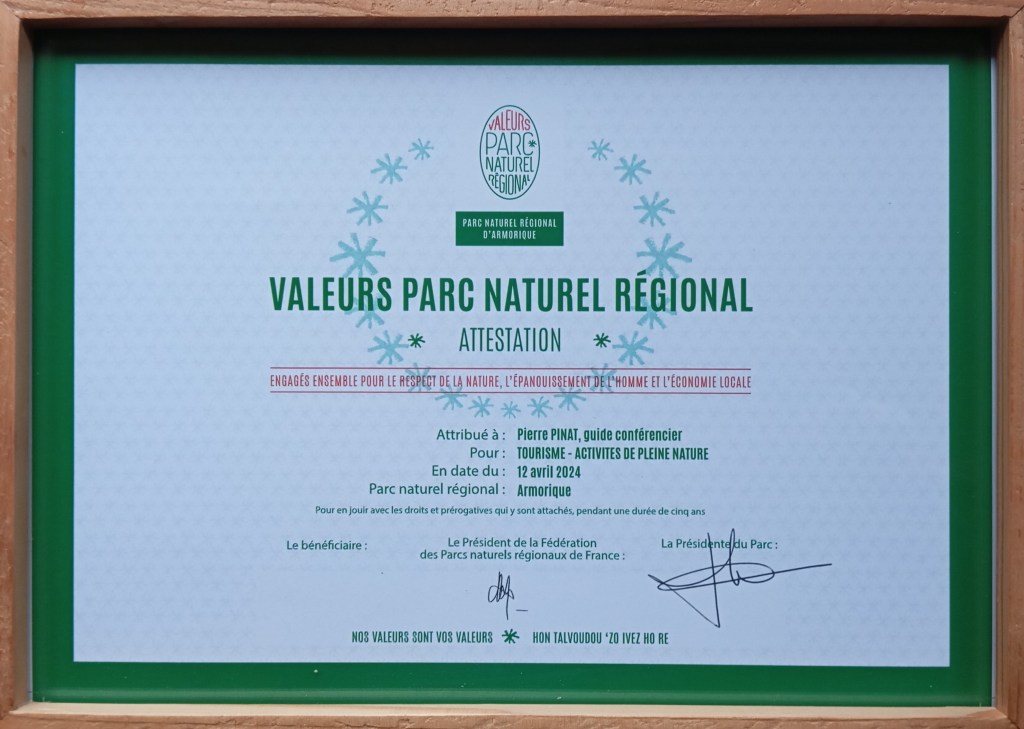 VALEURS
PARC
NATUREL
RÉGIONAL
PARC NATUREL RÉGIONAL
D'ARMORIQUE
VALEURS PARC NATUREL RÉGIONAL
ATTESTATION
ENGAGÉS ENSEMBLE POUR LE RESPECT DE LA NATURE, L'ÉPANOUISSEMENT DE L'HOMME ET L'ÉCONOMIE LOCALE
Attribué à : Pierre PINAT, guide conférencier
Pour : TOURISME - ACTIVITES DE PLEINE NATURE
En date du : 12 avril 2024
Parc naturel régional : Armorique
Pour en jouir avec les droits et prérogatives qui y sont attachés, pendant une durée de cinq ans
Le bénéficiaire :
Le Président de la Fédération
des Parcs naturels régionaux de France :
La Présidente du Parc :
NOS VALEURS SONT VOS VALEURS HON TALVOUDOU ‘ZO IVEZ HO RE